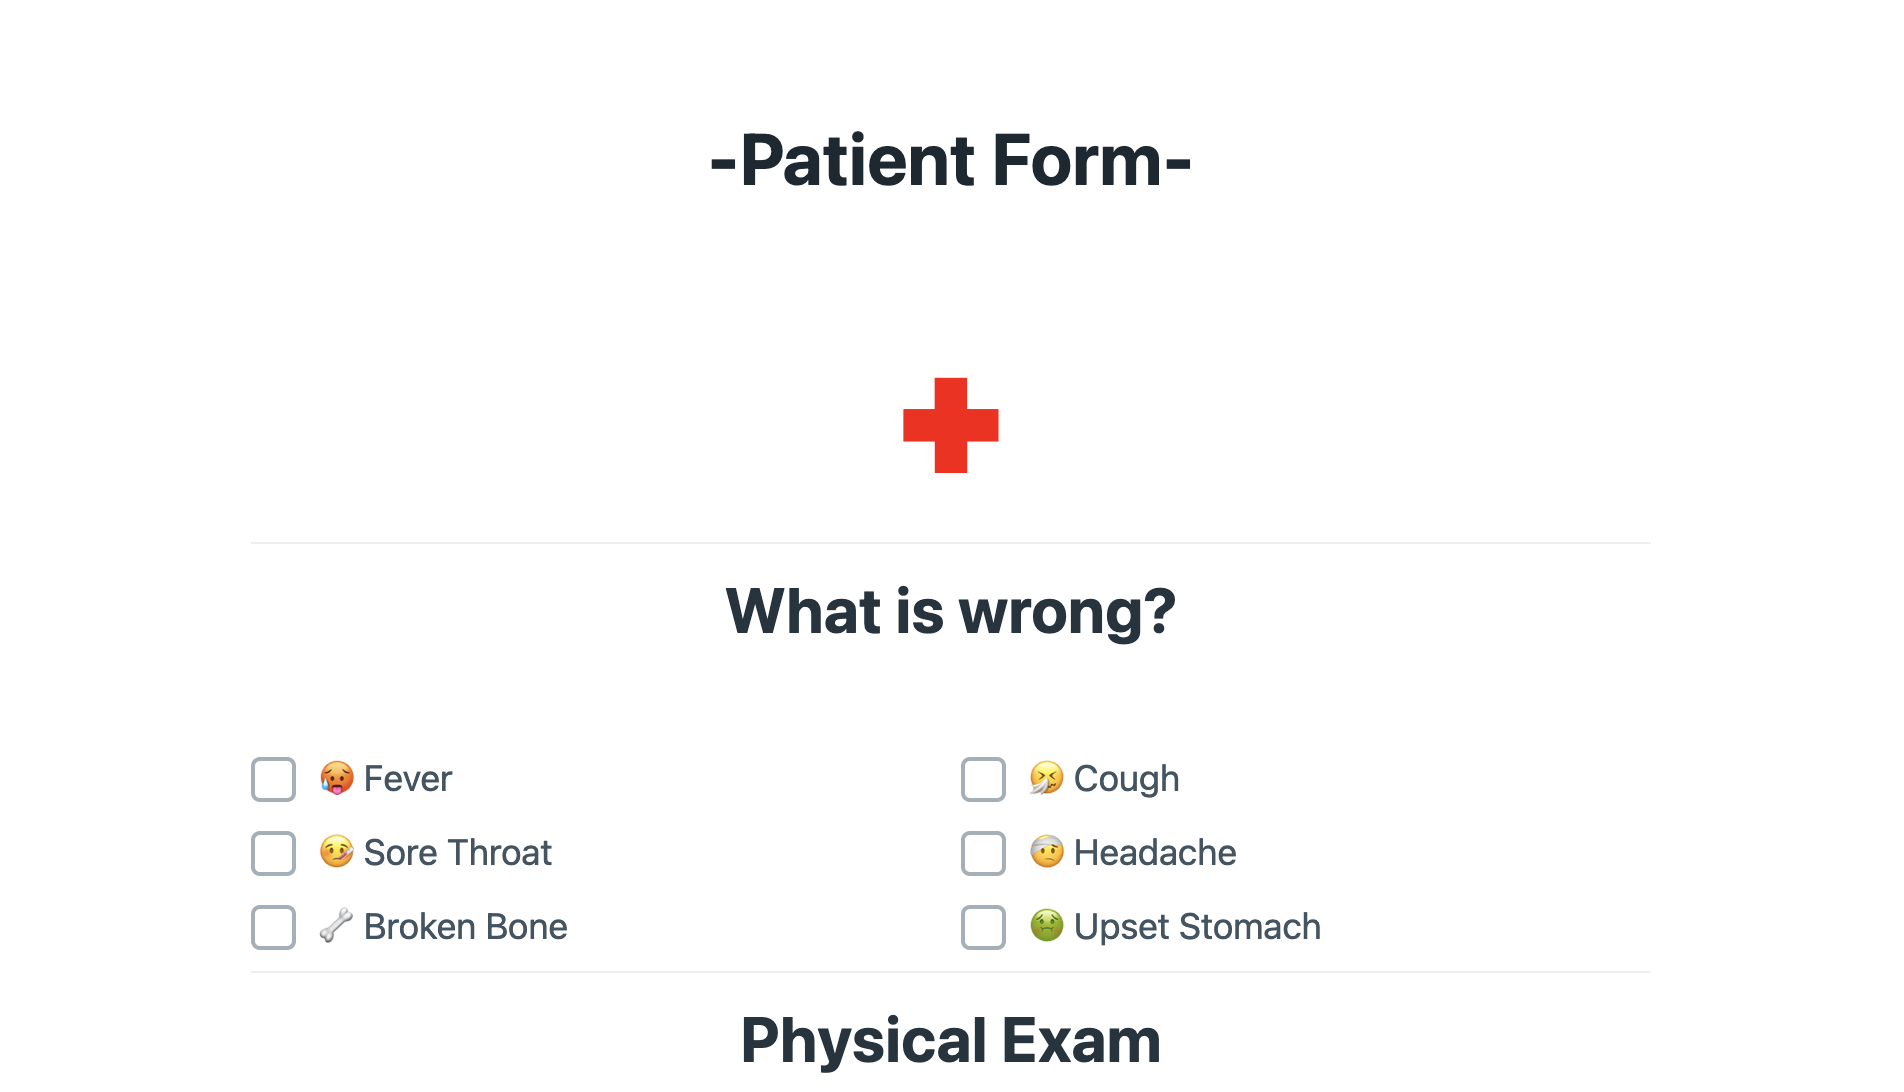 -Patient Form-
What is wrong?
Fever
Cough
Sore Throat
Headache
Broken Bone
Upset Stomach
Physical Exam